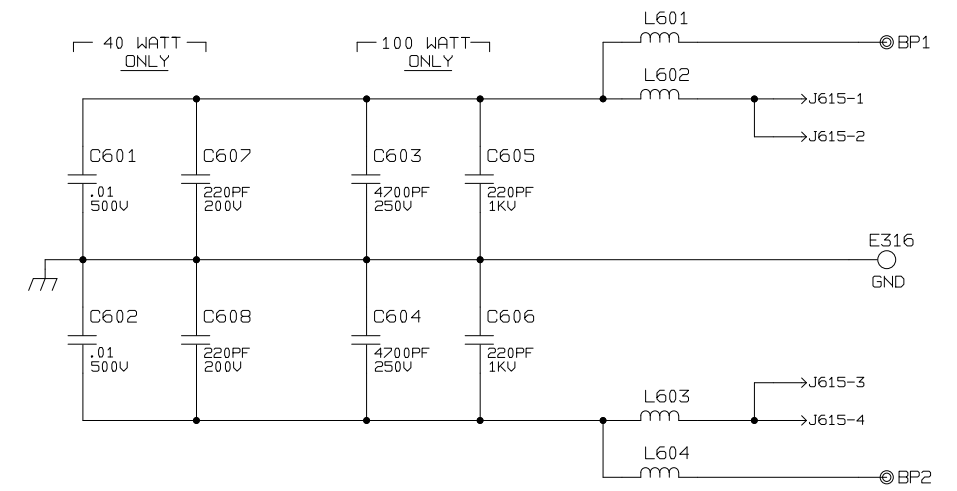 40 WATT
ONLY
100 WATT
ONLY
L601
BP1
L602
J615-1
J615-2
C601
.01
500V
C607
220PF
200V
C603
4700PF
250V
C605
220PF
1KV
E316
GND
C602
.01
500V
C608
220PF
200V
C604
4700PF
250V
C606
220PF
1KV
J615-3
L603
J615-4
L604
BP2